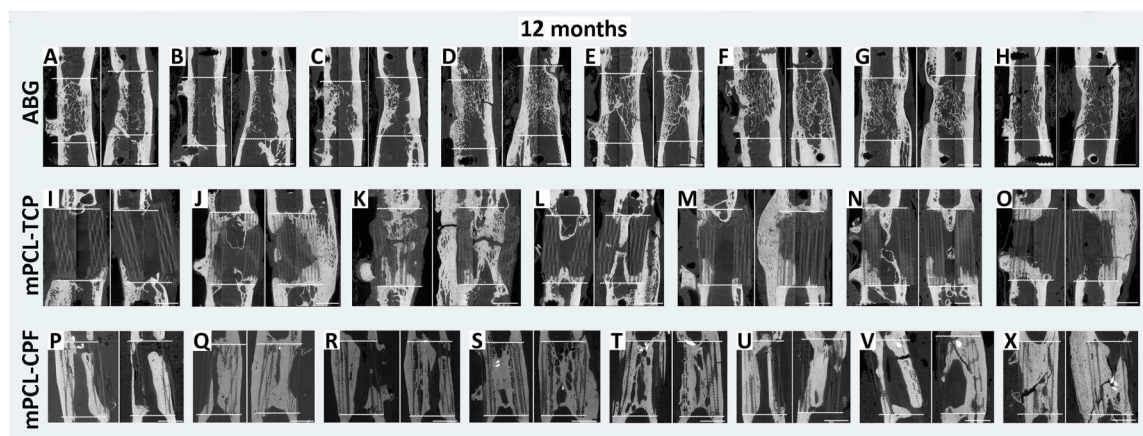 12 months
ABG
A B C D E F G H
mPCL-TCP
I J K L M N O
mPCL-CPF
P Q R S T U V X